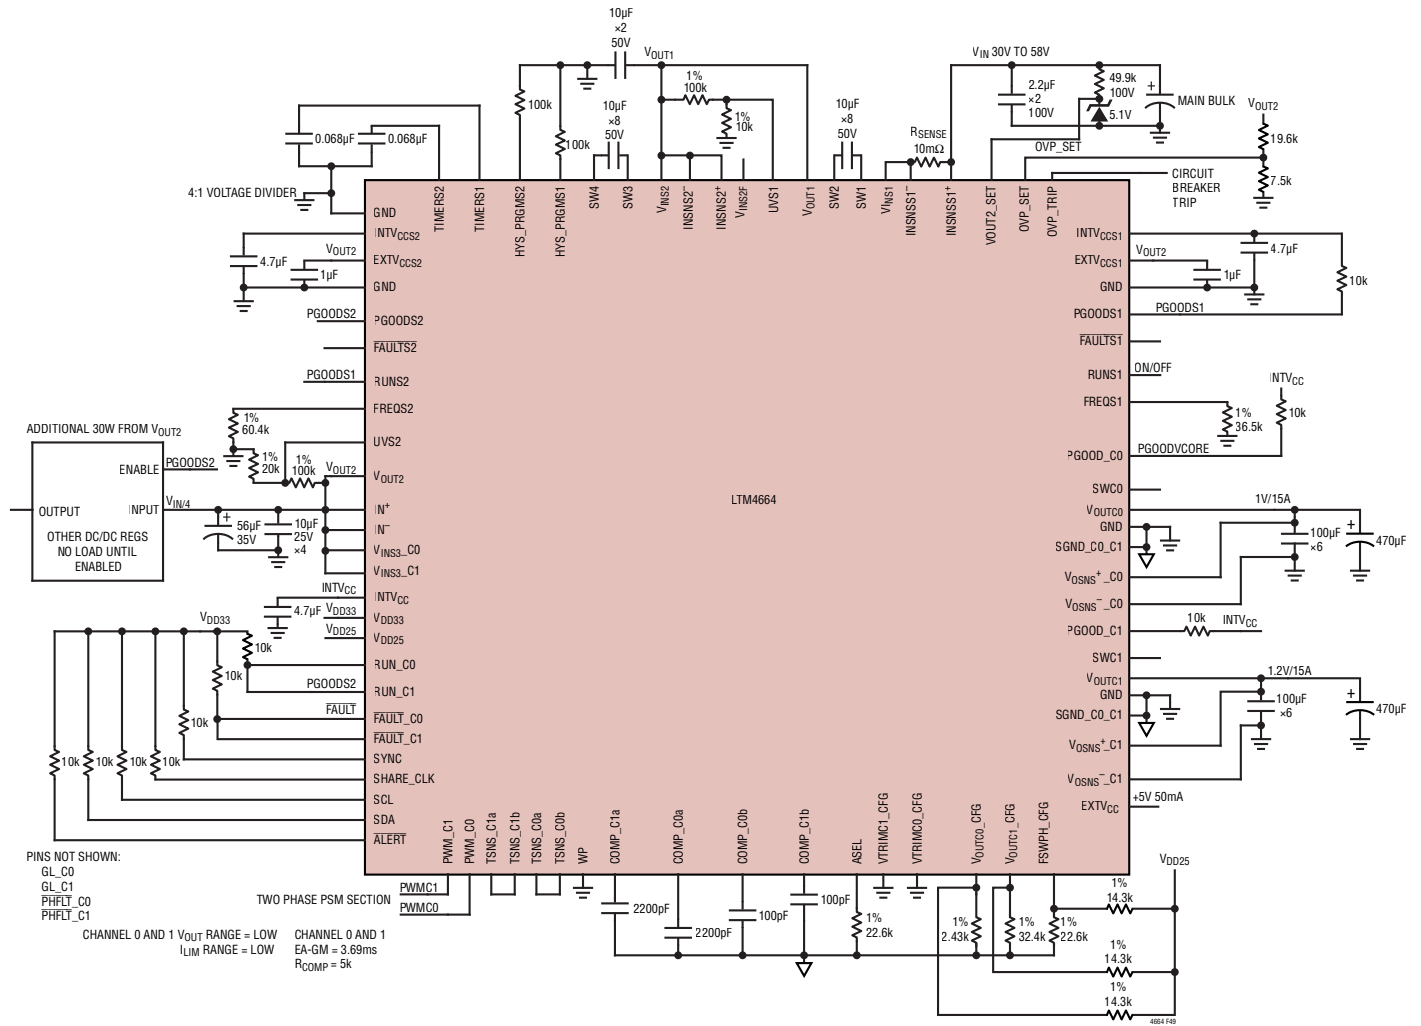 10µF
×2
50V
VOUT1
VIN 30V TO 58V
1%
100k
1%
10k
100k
100k
10µF
×8
50V
10µF
×8
50V
RSENSE
10mΩ
2.2µF
×2
100V
49.9k
100V
5.1V
MAIN BULK
VOUT2
19.6k
7.5k
OVP_SET
CIRCUIT
BREAKER
TRIP
0.068µF
0.068µF
4:1 VOLTAGE DIVIDER
TIMERS2
TIMERS1
HYS_PRGMS2
HYS_PRGMS1
SW4
SW3
VINS2
INSNS2–
INSNS2+
VINS2F
UVS1
VOUT1
SW2
SW1
VINS1
INSNSS1–
INSNSS1+
VOUT2_SET
OVP_SET
OVP_TRIP
GND
INTVCCS2
VOUT2
EXTVCCS2
4.7µF
1µF
GND
PGOODS2
PGOODS2
FAULTS2
PGOODS1
RUNS2
FREQS2
1%
60.4k
UVS2
1%
20k
1%
100k
VOUT2
VOUT2
ADDITIONAL 30W FROM VOUT2
ENABLE
PGOODS2
OUTPUT
INPUT
VIN/4
OTHER DC/DC REGS
NO LOAD UNTIL
ENABLED
56µF
35V
10µF
25V
×4
IN+
IN–
VINS3_C0
VINS3_C1
INTVCC
INTVCC
4.7µF
VDD33
VDD33
VDD25
VDD25
VDD33
10k
RUN_C0
10k
PGOODS2
RUN_C1
FAULT
FAULT_C0
10k
FAULT_C1
SYNC
10k
10k
10k
10k
SHARE_CLK
SCL
SDA
ALERT
LTM4664
INTVCCS1
VOUT2
EXTVCCS1
4.7µF
1µF
GND
10k
PGOODS1
PGOODS1
FAULTS1
RUNS1
ON/OFF
FREQS1
1%
36.5k
INTVCC
10k
PGOOD_C0
PGOODVCORE
SWC0
VOUTC0
1V/15A
GND
SGND_C0_C1
100µF
×6
470µF
VOSNS+_C0
VOSNS–_C0
PGOOD_C1
10k
INTVCC
SWC1
VOUTC1
1.2V/15A
GND
SGND_C0_C1
100µF
×6
470µF
VOSNS+_C1
VOSNS–_C1
EXTVCC
+5V 50mA
PWM_C1
PWM_C0
TSNS_C1a
TSNS_C1b
TSNS_C0a
TSNS_C0b
WP
COMP_C1a
COMP_C0a
COMP_C0b
COMP_C1b
ASEL
VTRIMC1_CFG
VTRIMC0_CFG
VOUTC0_CFG
VOUTC1_CFG
FSWPH_CFG
PINS NOT SHOWN:
GL_C0
GL_C1
PHFLT_C0
PHFLT_C1
TWO PHASE PSM SECTION
PWMC1
PWMC0
CHANNEL 0 AND 1 VOUT RANGE = LOW
ILIM RANGE = LOW
CHANNEL 0 AND 1
EA-GM = 3.69ms
RCOMP = 5k
2200pF
2200pF
100pF
100pF
1%
22.6k
1%
2.43k
1%
32.4k
1%
22.6k
VDD25
1%
14.3k
1%
14.3k
1%
14.3k
4664 F49